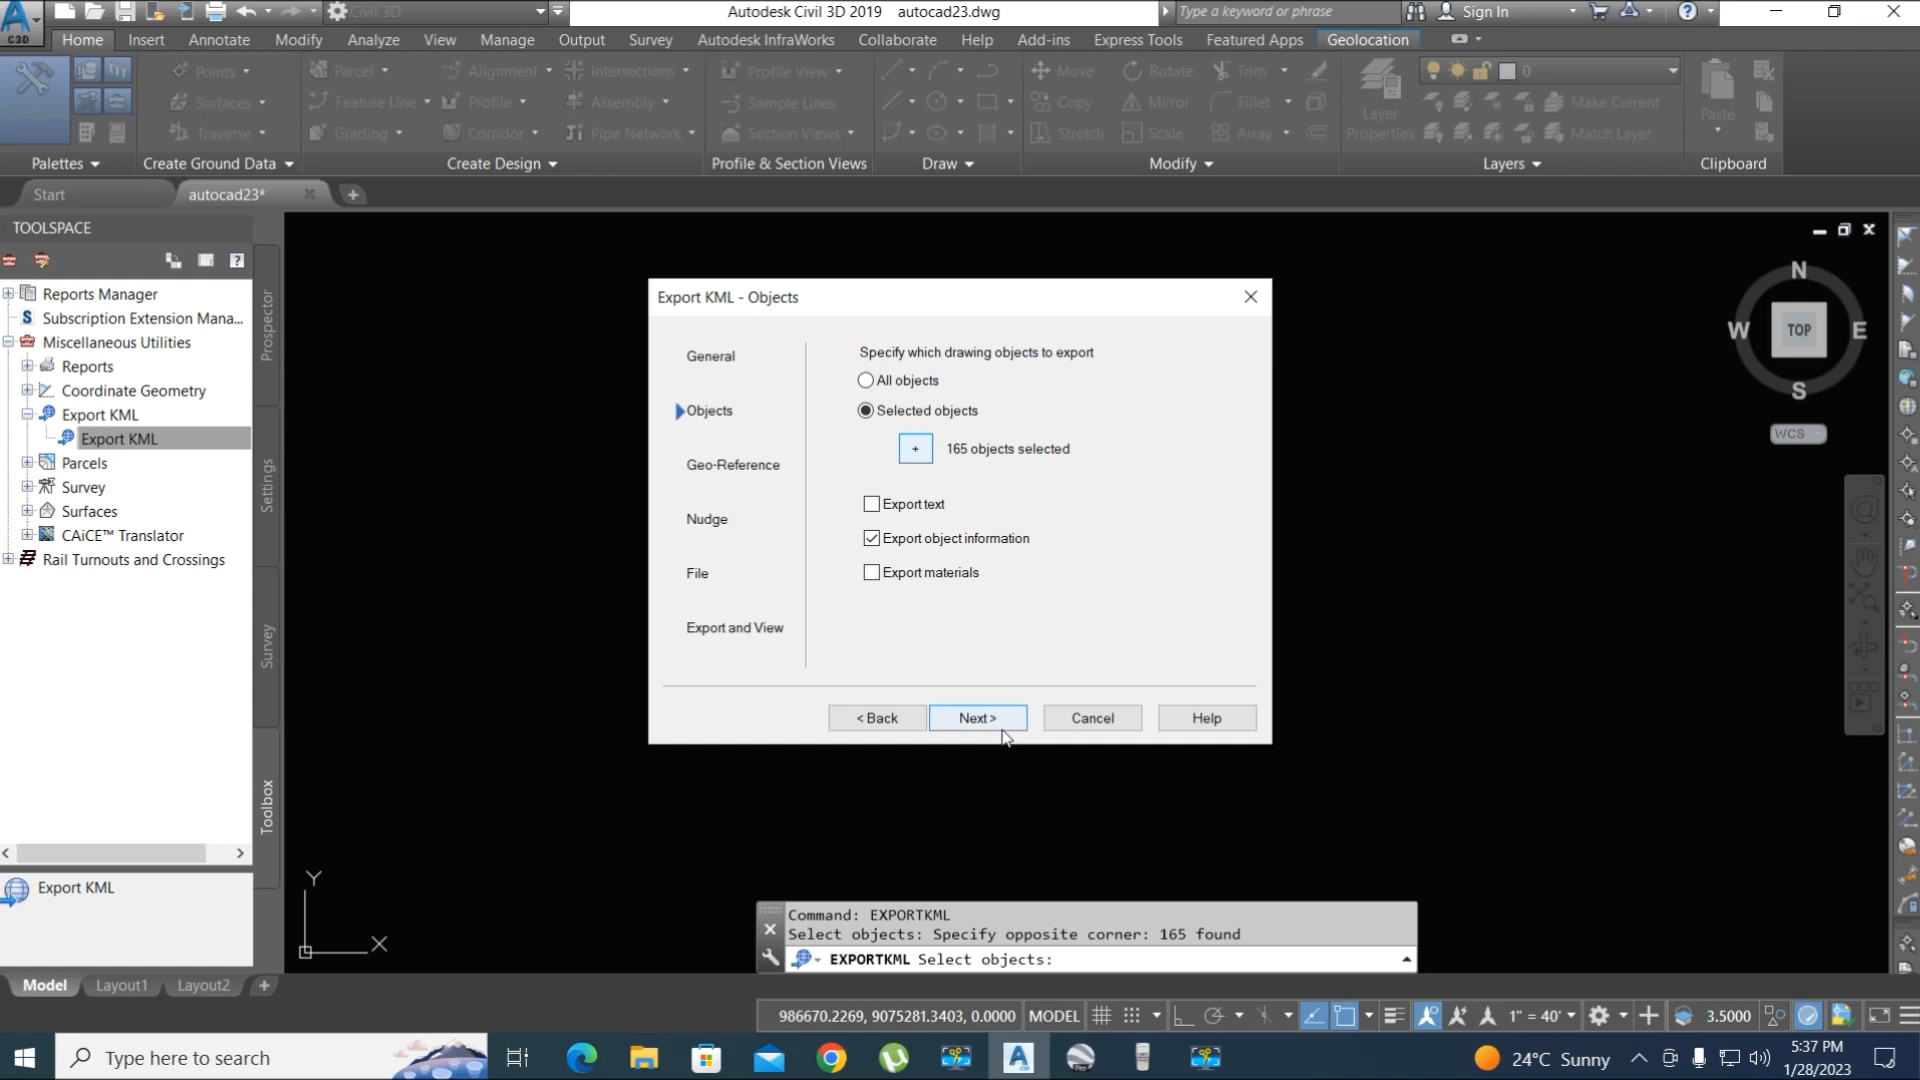 C3D
Civil 3D
Autodesk Civil 3D 2019 autocad23.dwg
Type a keyword or phrase
Sign In
Home Insert Annotate Modify Analyze View Manage Output Survey Autodesk InfraWorks Collaborate Help Add-ins Express Tools Featured Apps Geolocation
Points Parcel Alignment Intersections Profile View Move Rotate Trim 0
Surfaces Feature Line Profile Assembly Sample Lines Copy Mirror Fillet Make Current
Traverse Grading Corridor Pipe Network Section Views Stretch Scale Array Match Layer
Layer Properties
Paste
Palettes Create Ground Data Create Design Profile & Section Views Draw Modify Layers Clipboard
Start autocad23*
TOOLSPACE
Reports Manager
Subscription Extension Mana...
Miscellaneous Utilities
Reports
Coordinate Geometry
Export KML
Export KML
Parcels
Survey
Surfaces
CAiCE™ Translator
Rail Turnouts and Crossings
Prospector
Settings
Survey
Toolbox
Export KML
Export KML - Objects
General
Objects
Geo-Reference
Nudge
File
Export and View
Specify which drawing objects to export
All objects
Selected objects
+ 165 objects selected
Export text
Export object information
Export materials
< Back Next > Cancel Help
N
W TOP E
S
WCS
Y
X
Command: EXPORTKML
Select objects: Specify opposite corner: 165 found
EXPORTKML Select objects:
Model Layout1 Layout2 +
986670.2269, 9075281.3403, 0.0000 MODEL 1" = 40' 3.5000
Type here to search
24°C Sunny
5:37 PM
1/28/2023